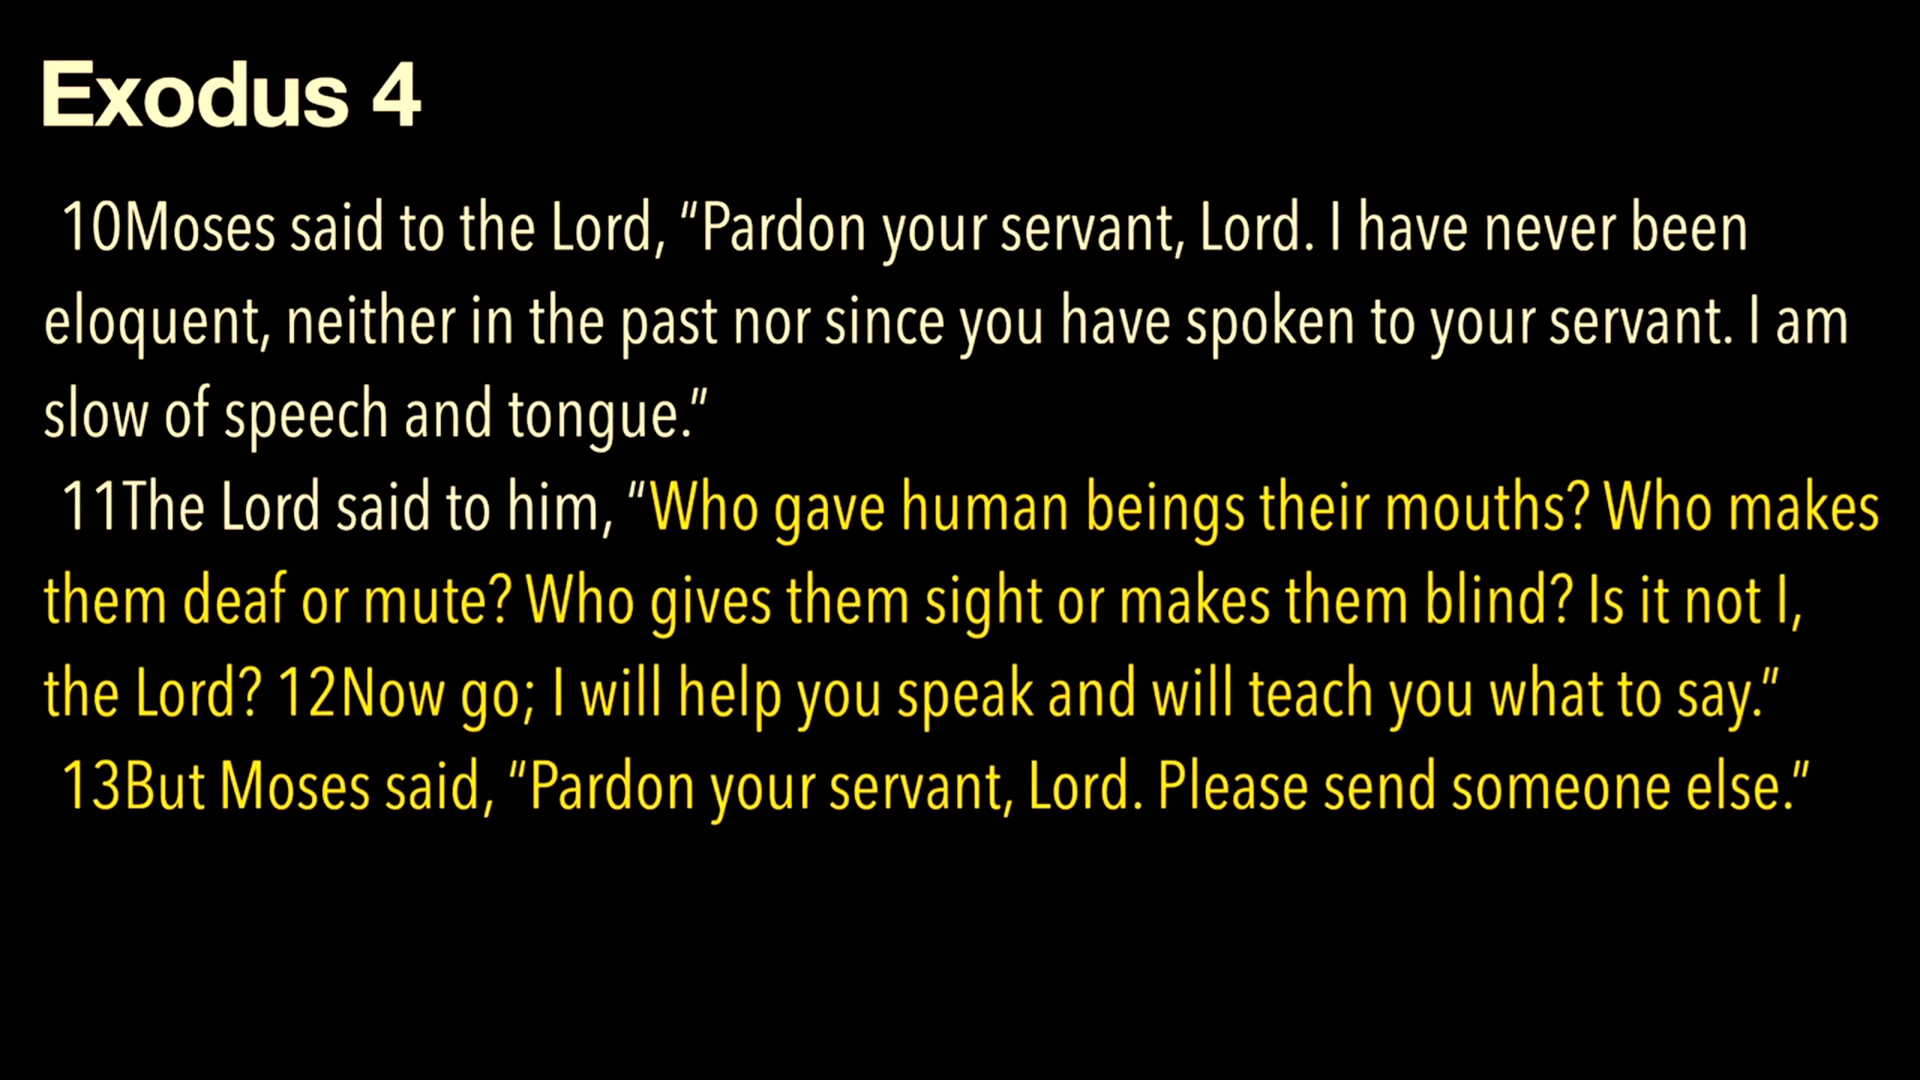 Exodus 4
10Moses said to the Lord, “Pardon your servant, Lord. I have never been
eloquent, neither in the past nor since you have spoken to your servant. I am
slow of speech and tongue.”
11The Lord said to him, “Who gave human beings their mouths? Who makes
them deaf or mute? Who gives them sight or makes them blind? Is it not I,
the Lord? 12Now go; I will help you speak and will teach you what to say.”
13But Moses said, “Pardon your servant, Lord. Please send someone else.”